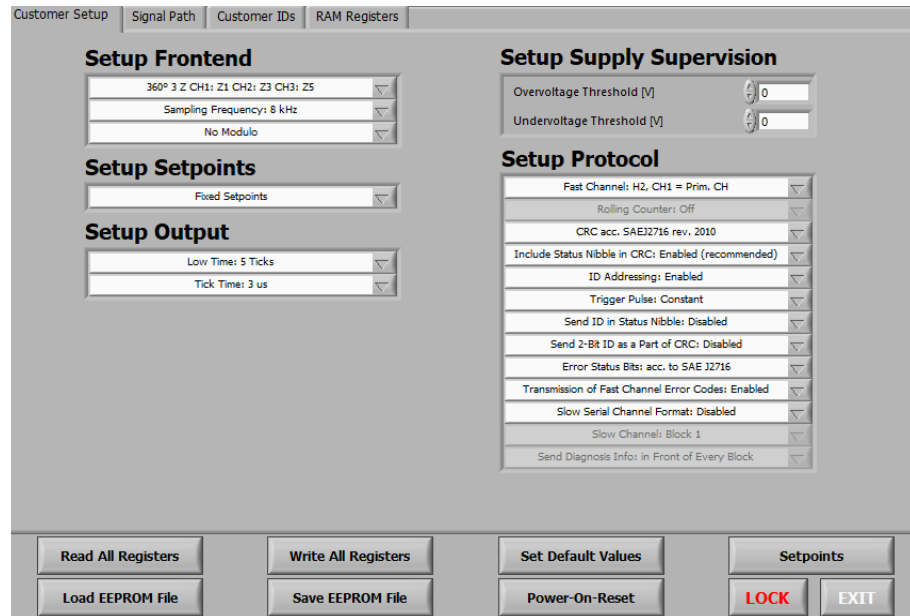 Customer Setup
Signal Path
Customer IDs
RAM Registers
Setup Frontend
360º 3 Z CH1: Z1 CH2: Z3 CH3: Z5
Sampling Frequency: 8 kHz
No Modulo
Setup Setpoints
Fixed Setpoints
Setup Output
Low Time: 5 Ticks
Tick Time: 3 us
Setup Supply Supervision
Overvoltage Threshold [V]
0
Undervoltage Threshold [V]
0
Setup Protocol
Fast Channel: H2, CH1 = Prim. CH
Rolling Counter: Off
CRC acc. SAEJ2716 rev. 2010
Include Status Nibble in CRC: Enabled (recommended)
ID Addressing: Enabled
Trigger Pulse: Constant
Send ID in Status Nibble: Disabled
Send 2-Bit ID as a Part of CRC: Disabled
Error Status Bits: acc. to SAE J2716
Transmission of Fast Channel Error Codes: Enabled
Slow Serial Channel Format: Disabled
Slow Channel: Block 1
Send Diagnosis Info: in Front of Every Block
Read All Registers
Write All Registers
Set Default Values
Setpoints
Load EEPROM File
Save EEPROM File
Power-On-Reset
LOCK
EXIT